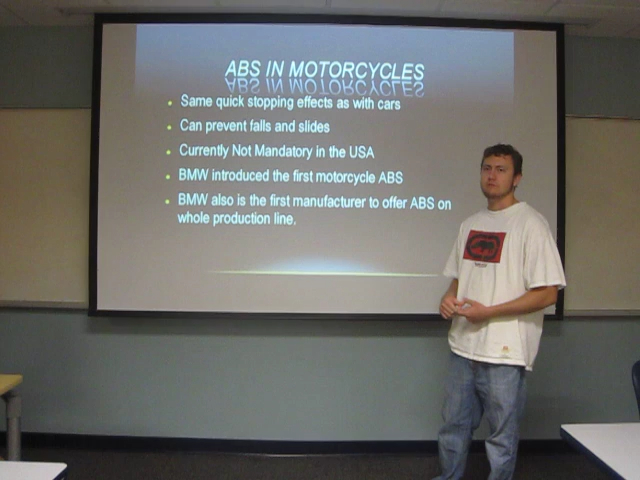 ABS IN MOTORCYCLES
• Same quick stopping effects as with cars
• Can prevent falls and slides
• Currently Not Mandatory in the USA
• BMW introduced the first motorcycle ABS
• BMW also is the first manufacturer to offer ABS on
whole production line.